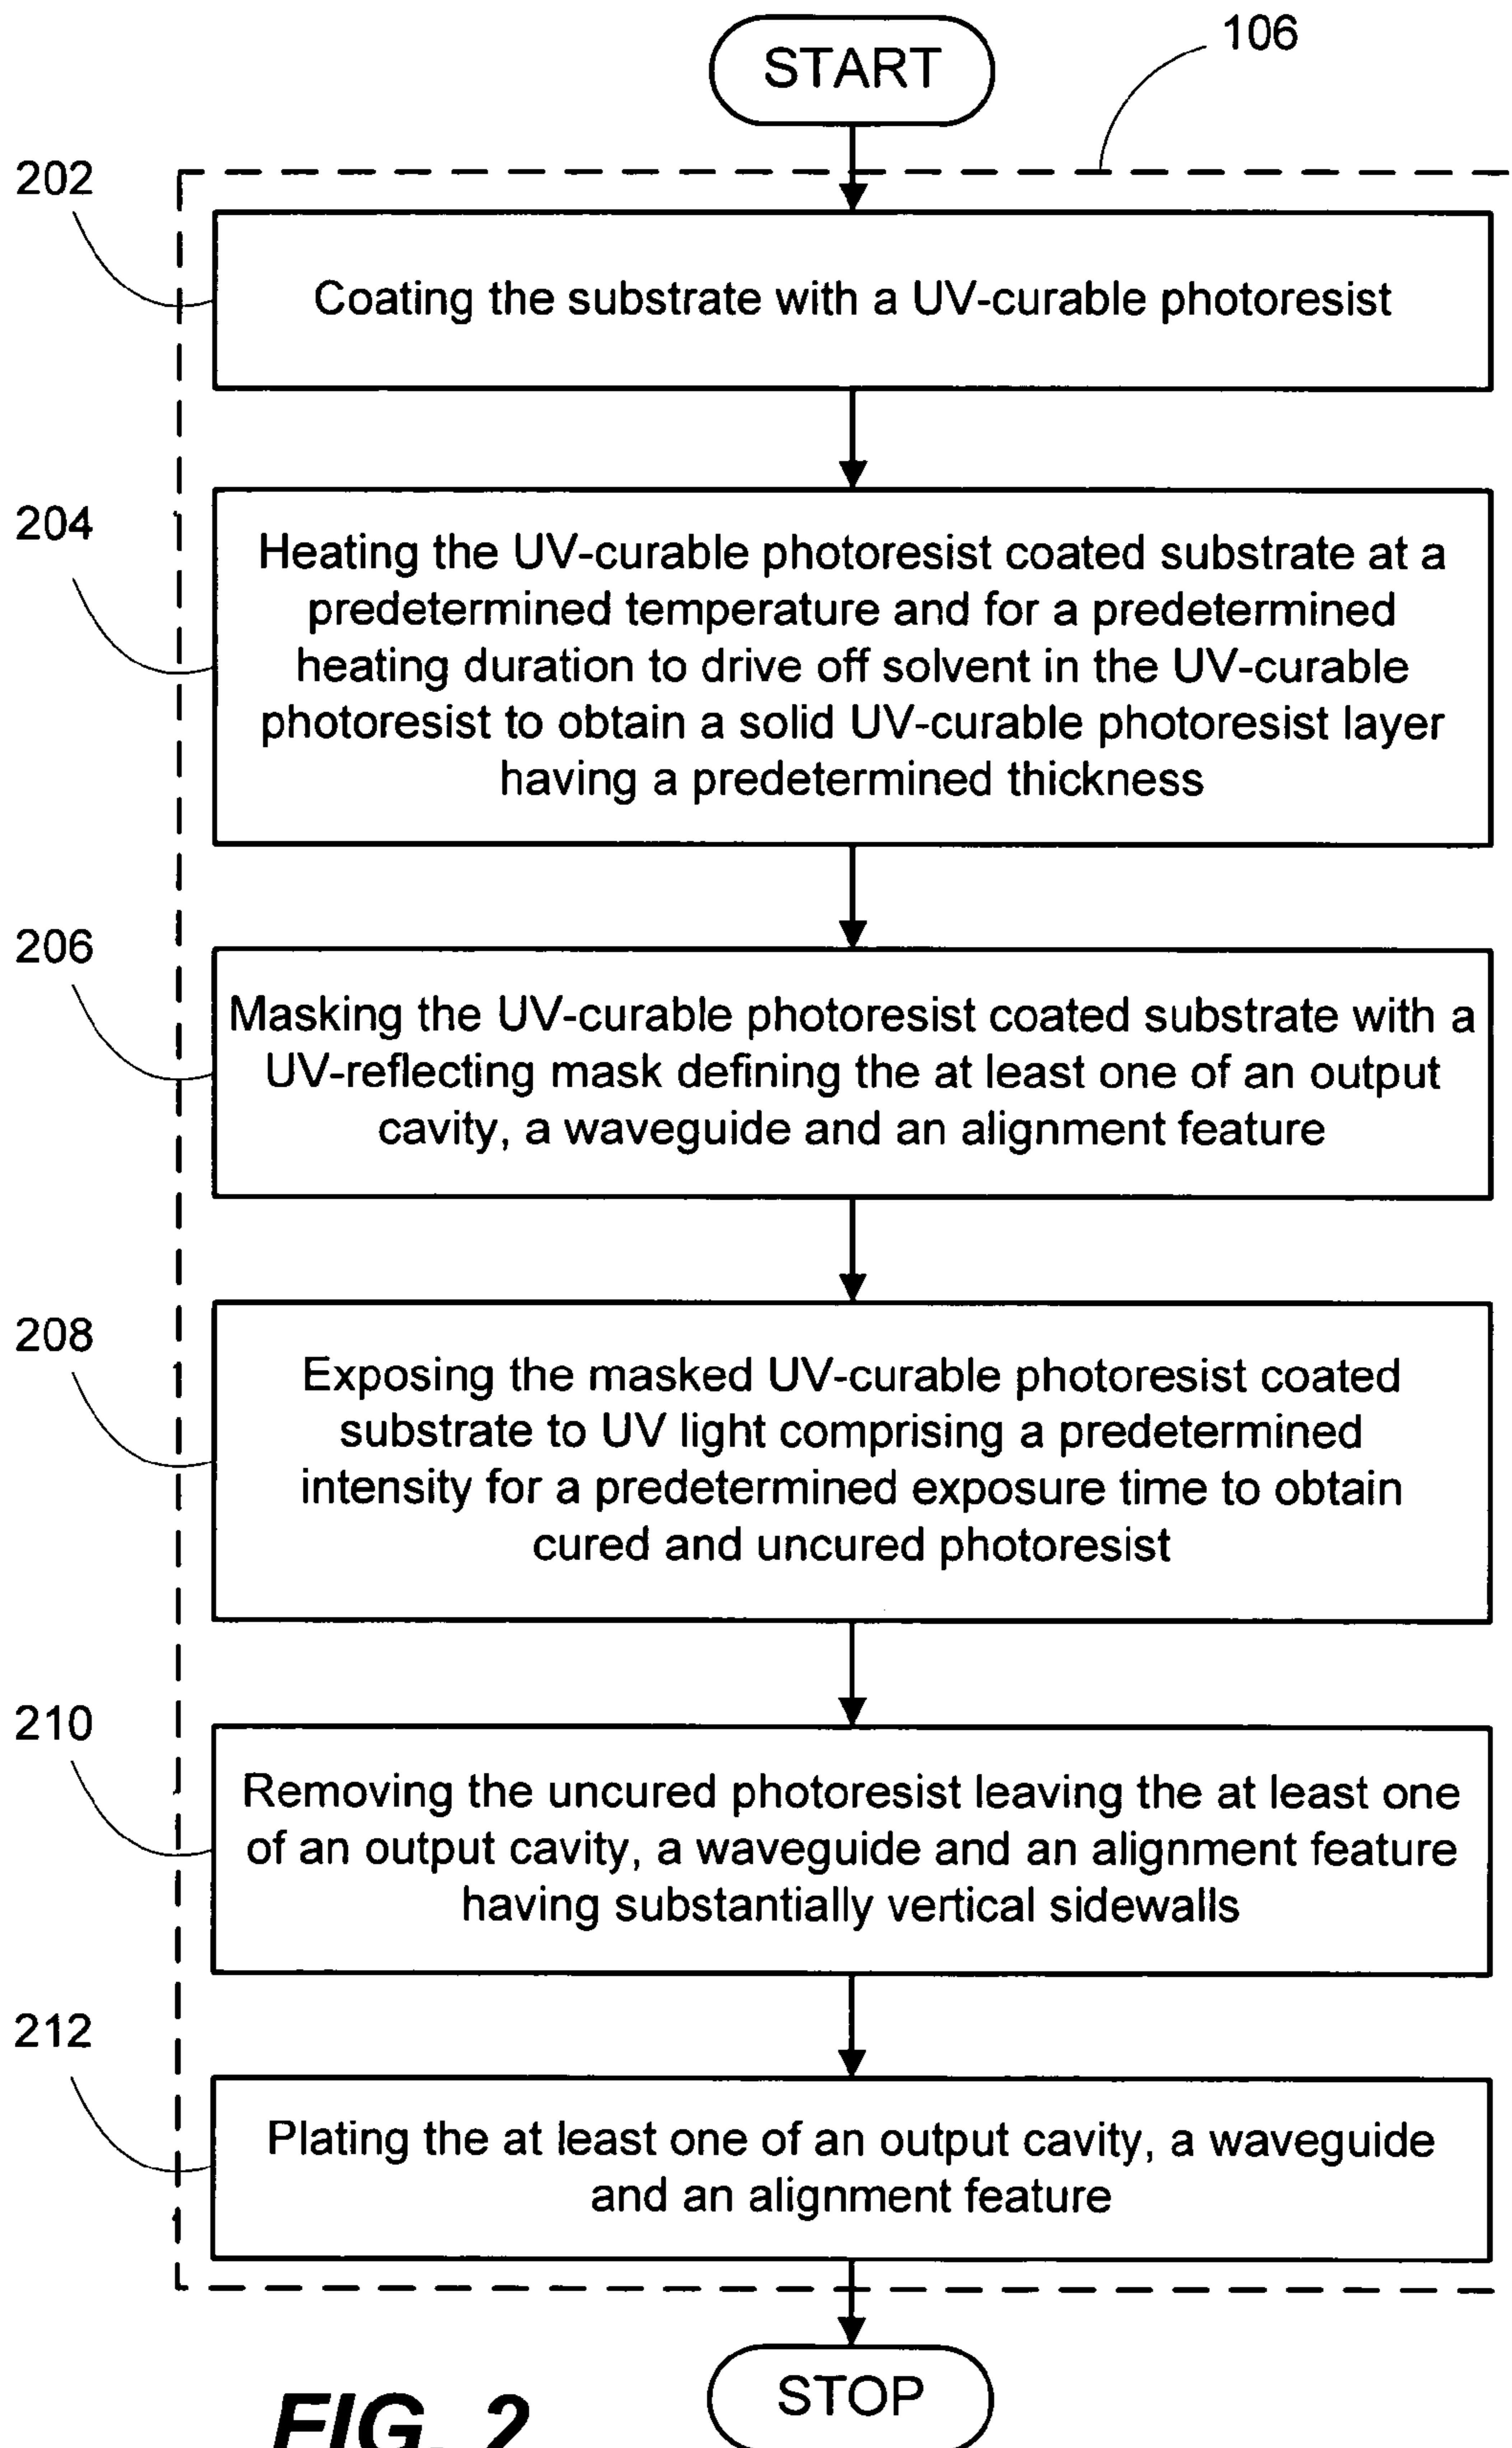 START
106
202
Coating the substrate with a UV-curable photoresist
204
Heating the UV-curable photoresist coated substrate at a
predetermined temperature and for a predetermined
heating duration to drive off solvent in the UV-curable
photoresist to obtain a solid UV-curable photoresist layer
having a predetermined thickness
206
Masking the UV-curable photoresist coated substrate with a
UV-reflecting mask defining the at least one of an output
cavity, a waveguide and an alignment feature
208
Exposing the masked UV-curable photoresist coated
substrate to UV light comprising a predetermined
intensity for a predetermined exposure time to obtain
cured and uncured photoresist
210
Removing the uncured photoresist leaving the at least one
of an output cavity, a waveguide and an alignment feature
having substantially vertical sidewalls
212
Plating the at least one of an output cavity, a waveguide
and an alignment feature
STOP
FIG. 2